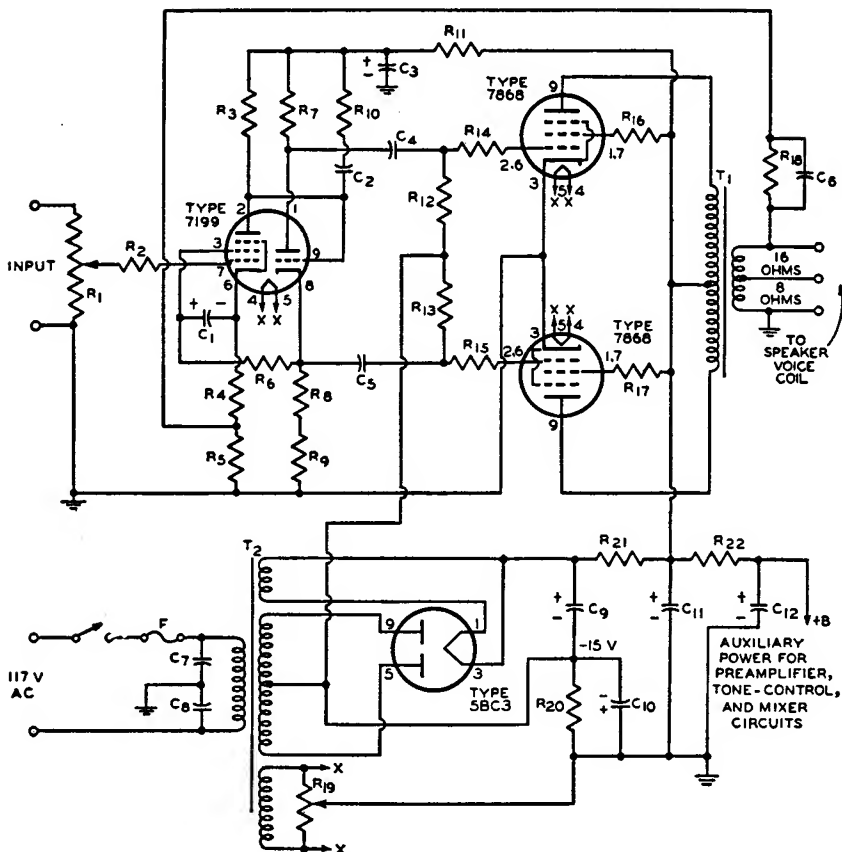 R11
C3
R3
R7
R10
C4
C2
R14
TYPE
7868
9
R16
2.6
1.7
3
5
4
X
X
R12
R18
C6
T1
TYPE
7199
2
1
3
7
9
6
4
5
8
X
X
INPUT
R1
R2
C1
R6
R4
R5
R8
R9
R13
C5
R15
X
X
3
5
4
TYPE
7868
2.6
1.7
R17
9
16
OHMS
8
OHMS
TO
SPEAKER
VOICE
COIL
T2
R21
R22
117 V
AC
F
C7
C8
9
1
5
3
TYPE
5BC3
C9
-15 V
R20
C10
C11
C12
+B
AUXILIARY
POWER FOR
PREAMPLIFIER,
TONE-CONTROL,
AND MIXER
CIRCUITS
X
R19
X